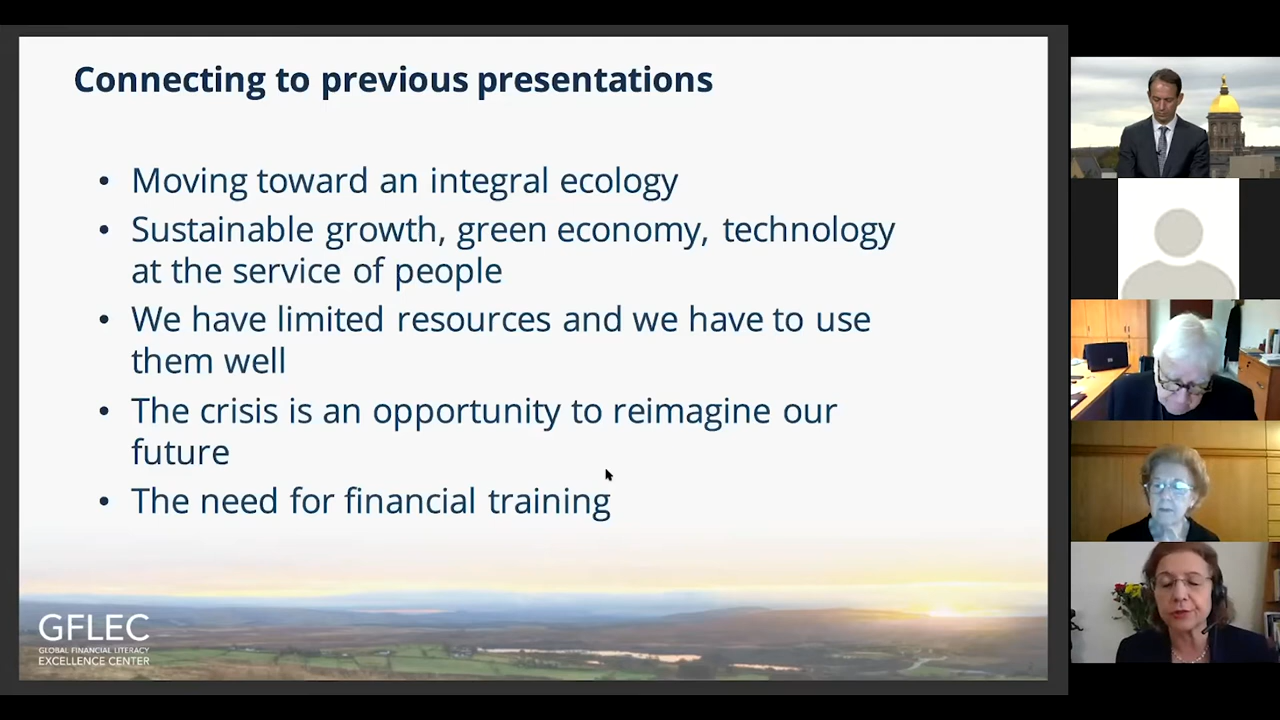 Connecting to previous presentations
• Moving toward an integral ecology
• Sustainable growth, green economy, technology
at the service of people
• We have limited resources and we have to use
them well
• The crisis is an opportunity to reimagine our
future
• The need for financial training
GFLEC
GLOBAL FINANCIAL LITERACY
EXCELLENCE CENTER